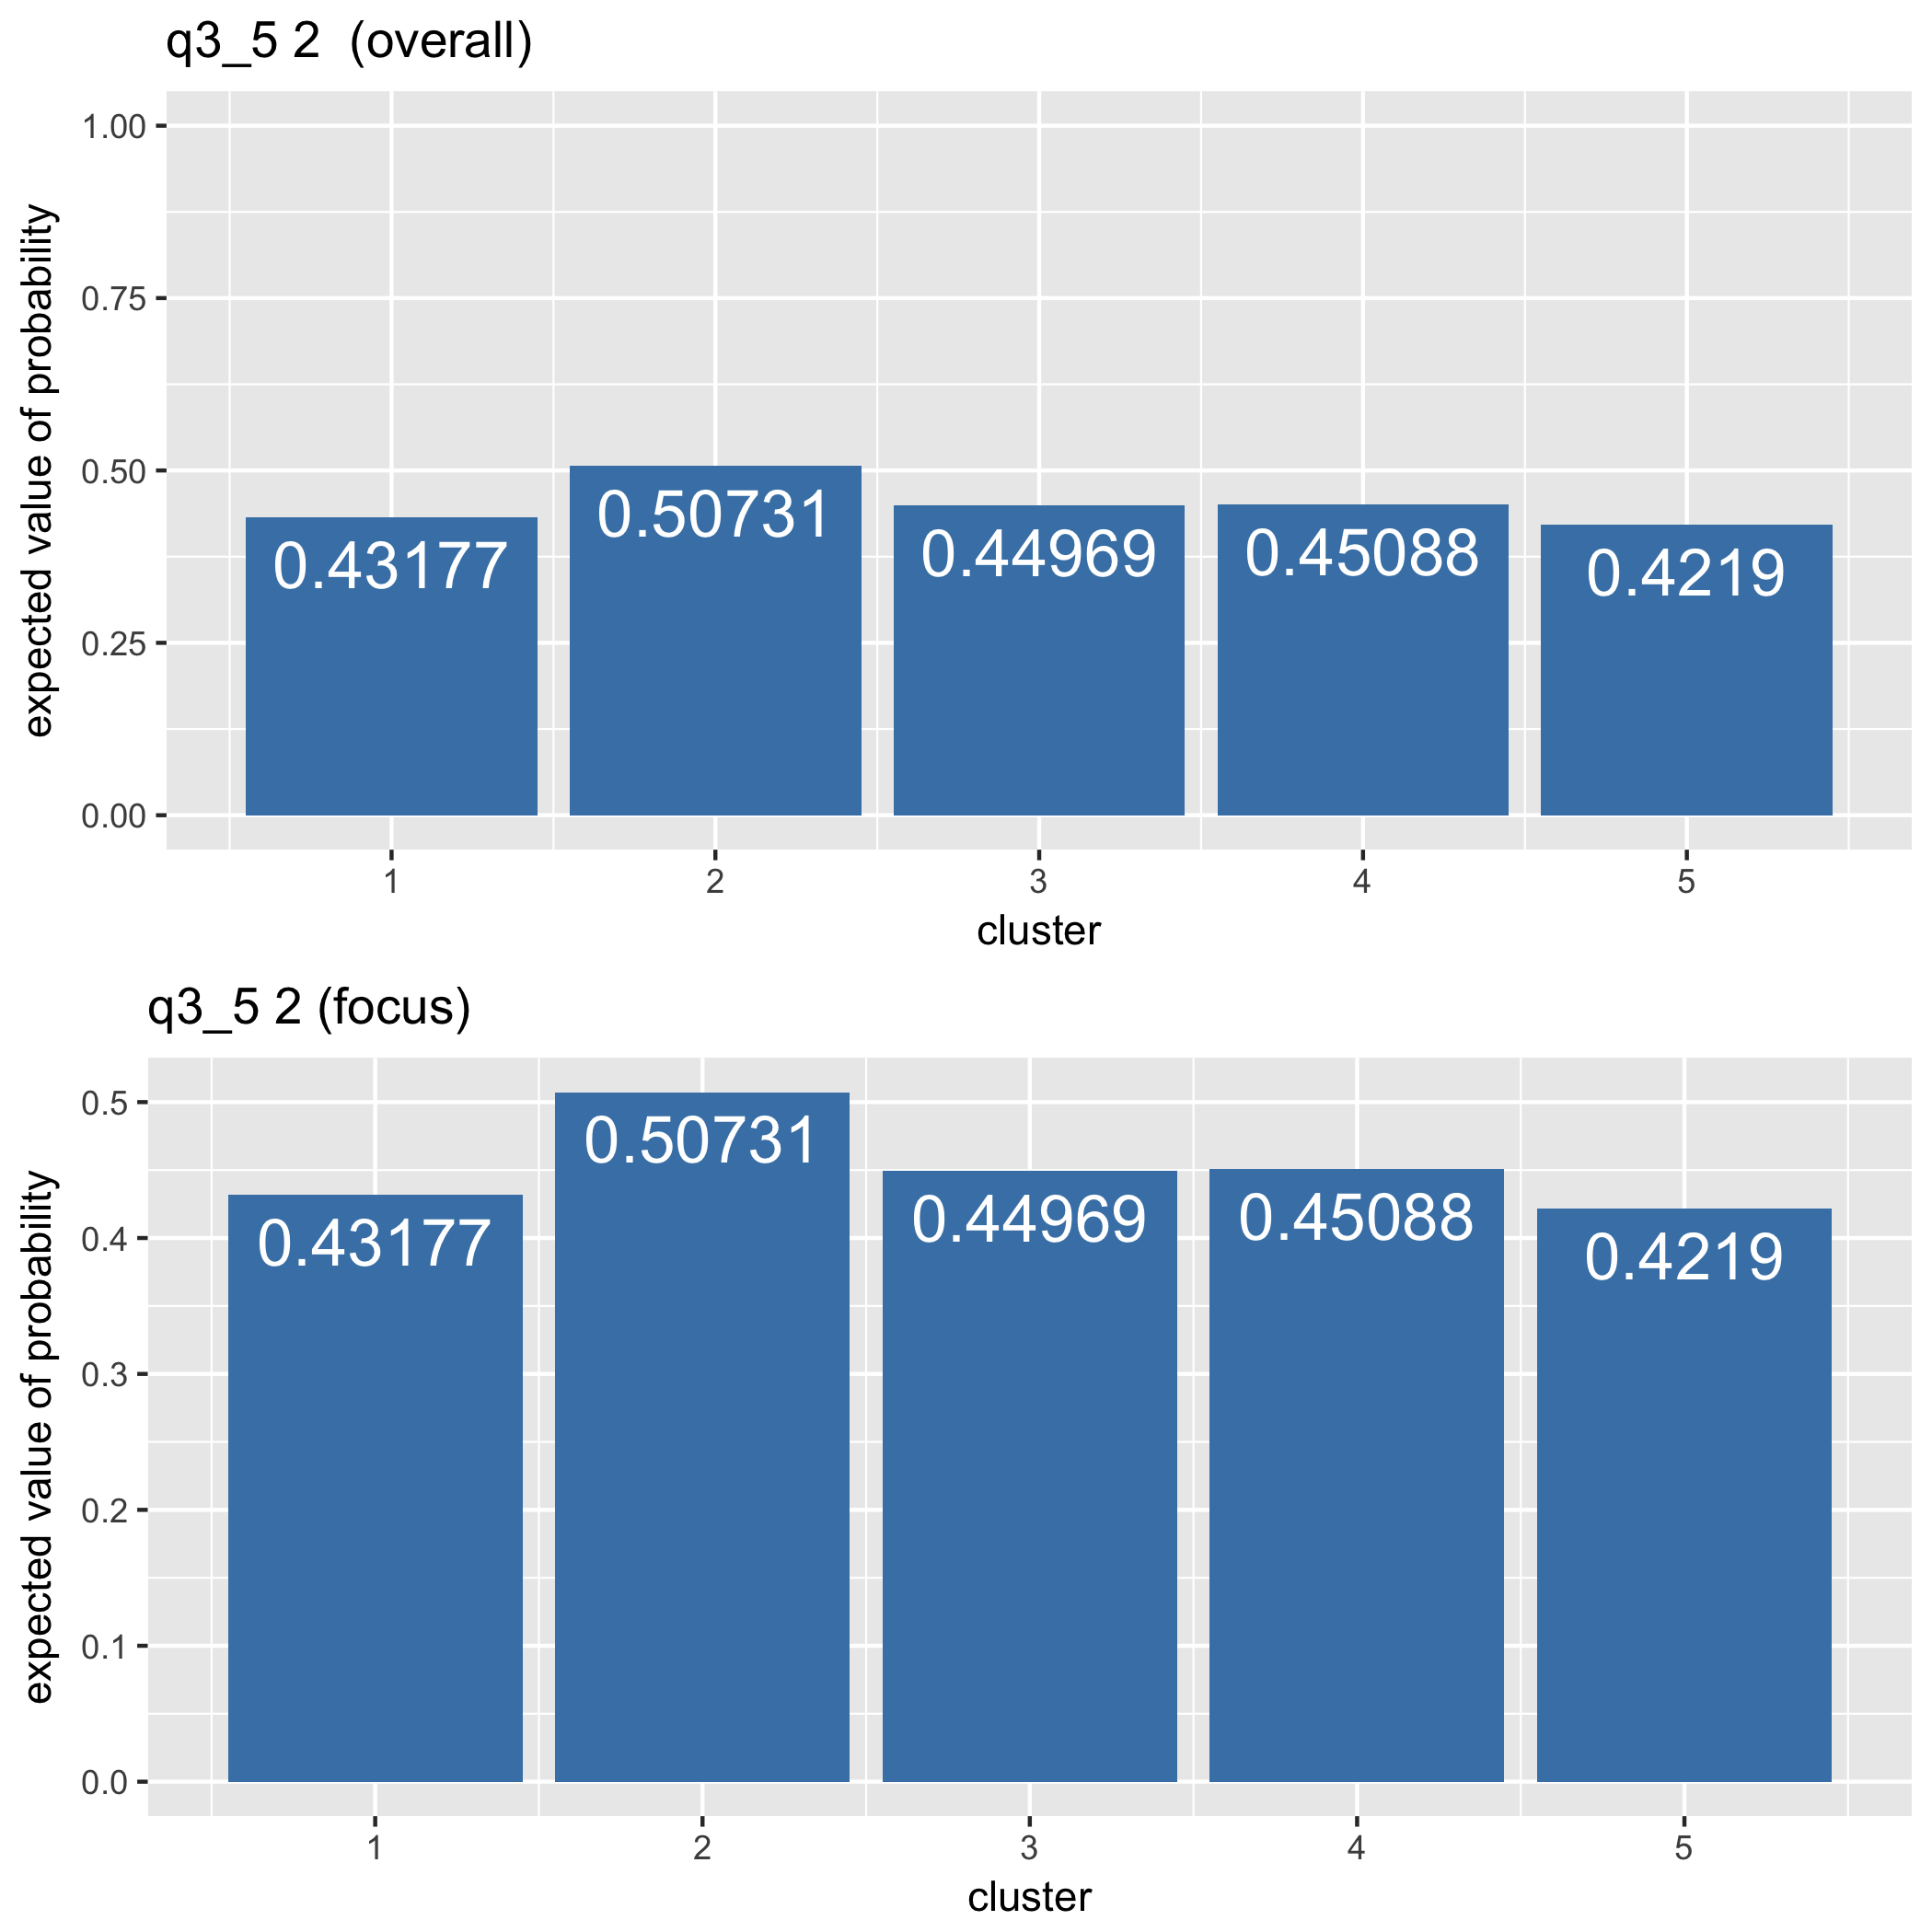 q3_5 2  (overall)
expected value of probability
1.00
0.75
0.50
0.25
0.00
0.43177
0.50731
0.44969
0.45088
0.4219
1 2 3 4 5
cluster
q3_5 2 (focus)
expected value of probability
0.5
0.4
0.3
0.2
0.1
0.0
0.43177
0.50731
0.44969
0.45088
0.4219
1 2 3 4 5
cluster